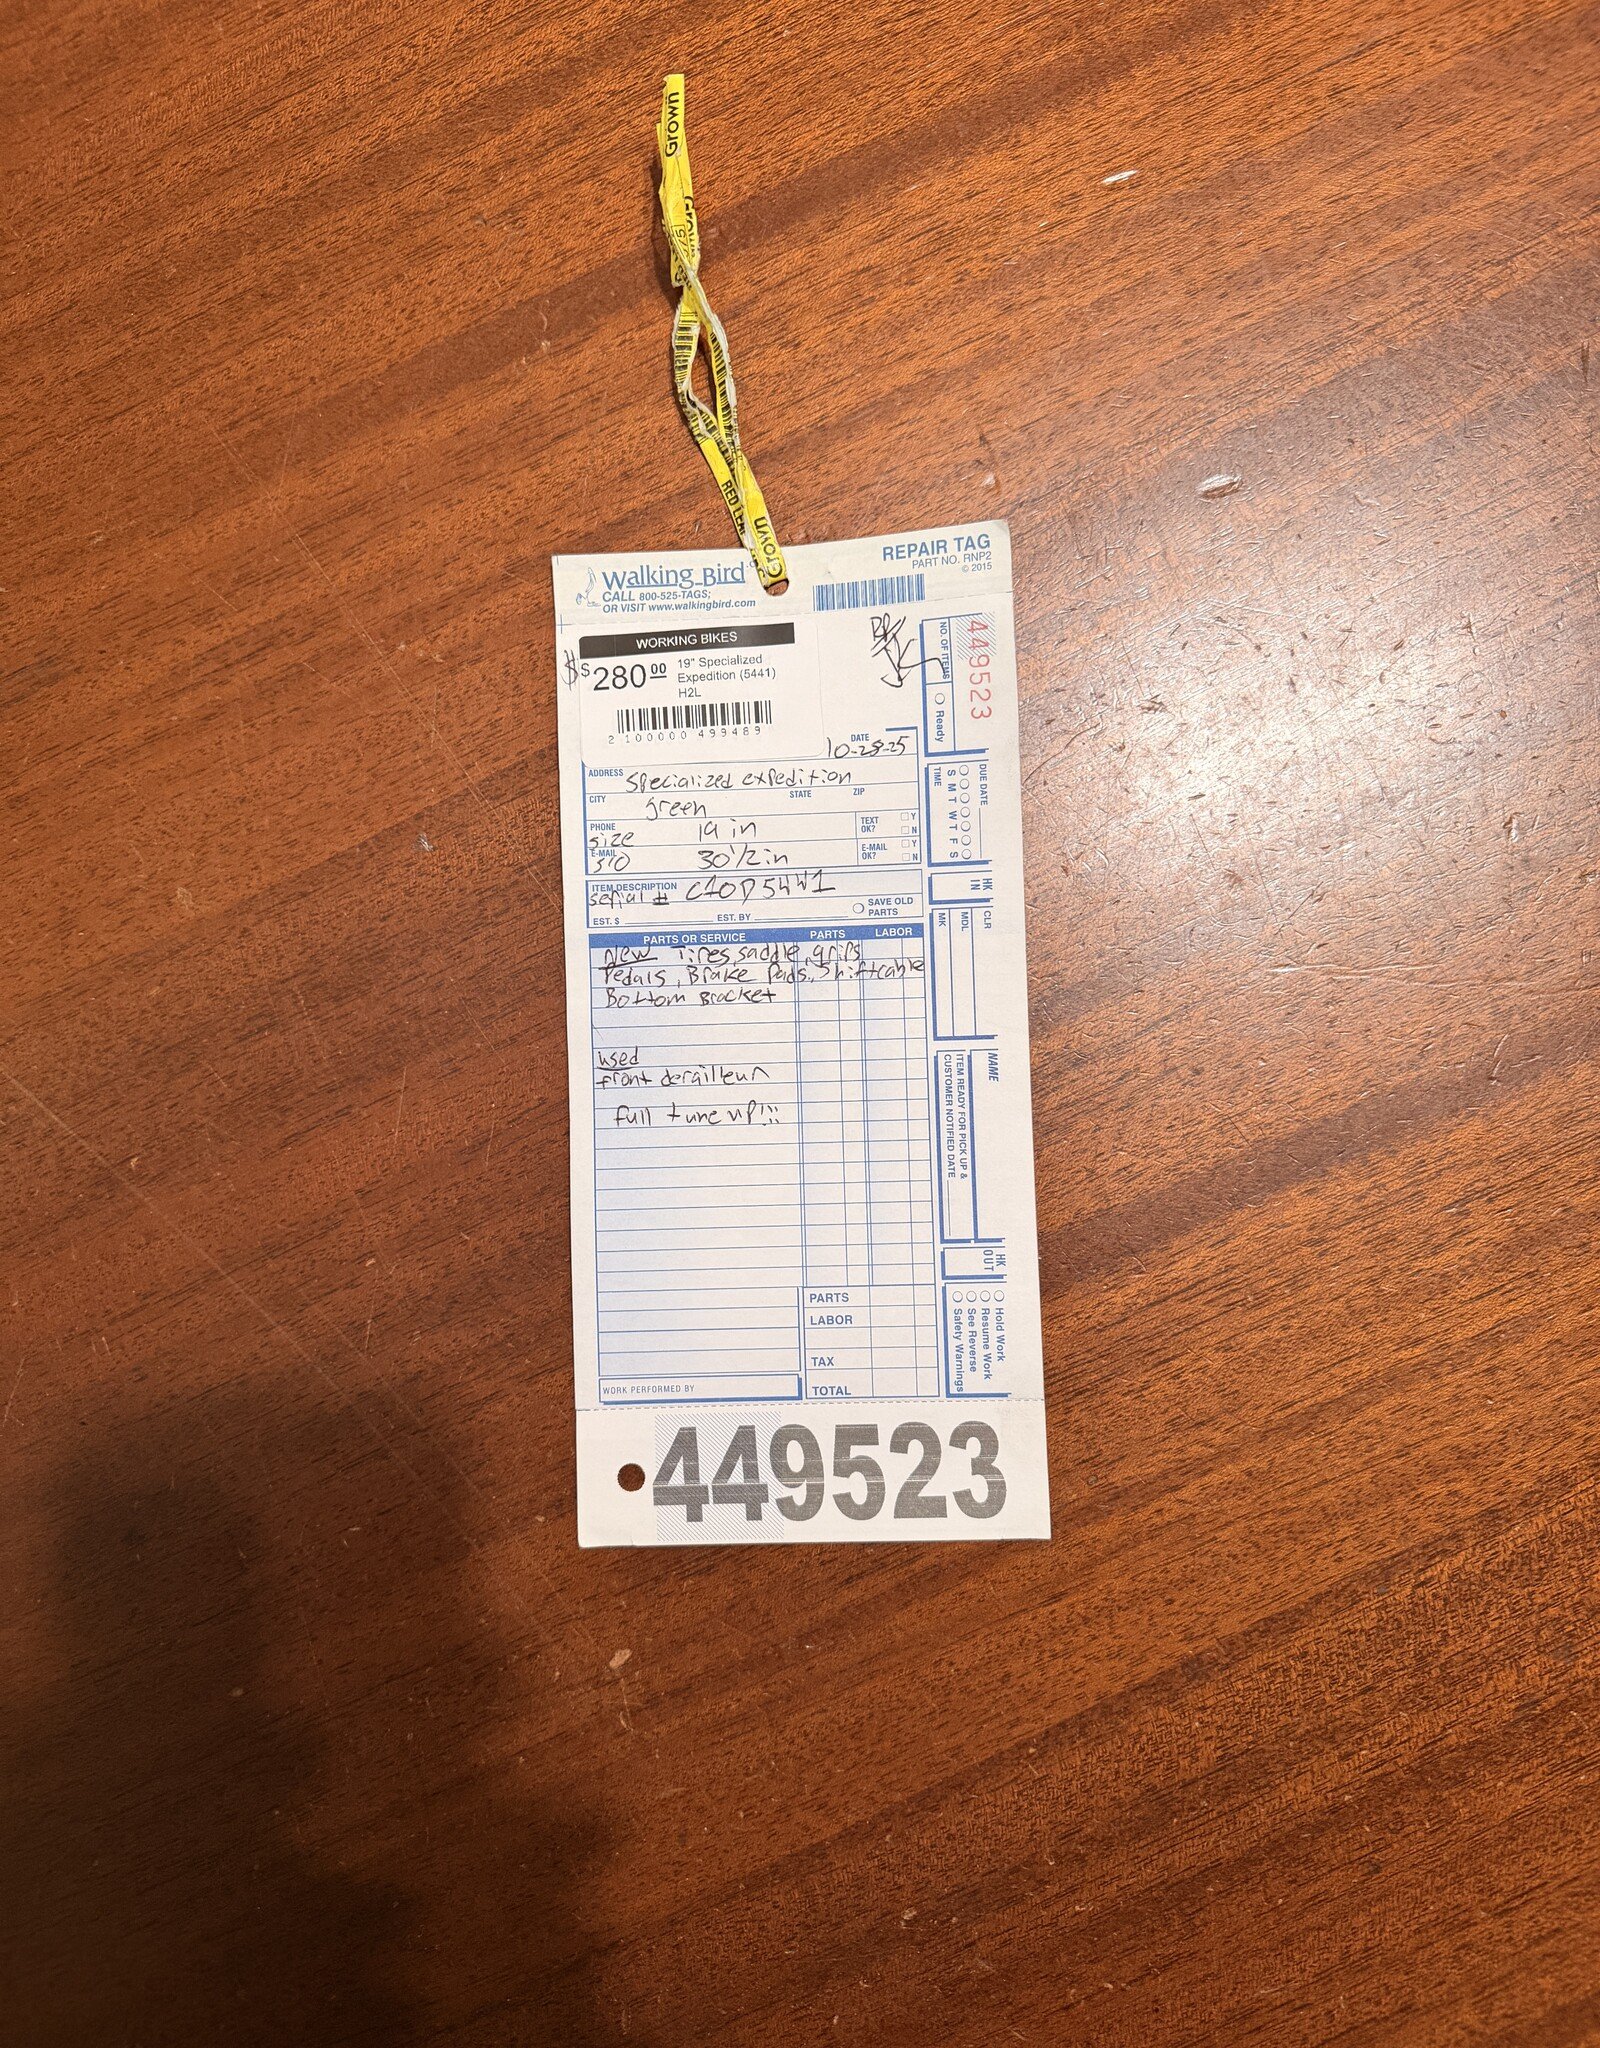 Grown
RED LEA
Grown
Walking Bird
CALL 800-525-TAGS;
OR VISIT www.walkingbird.com
REPAIR TAG
PART NO. RNP2
© 2015
WORKING BIKES
$ $280.00
19" Specialized
Expedition (5441)
H2L
2 100000 499489
449523
NO. OF ITEMS
Ready
DATE
10-28-25
ADDRESS Specialized expedition
CITY green STATE ZIP
PHONE
size 19 in
TEXT OK? Y N
E-MAIL
S/O 30 1/2 in
E-MAIL OK? Y N
ITEM DESCRIPTION
serial # C10D5441
EST. $ EST. BY
SAVE OLD PARTS
DUE DATE
S M T W T F S
TIME
HK IN
CLR
MDL
MK
PARTS OR SERVICE PARTS LABOR
New Tires, saddle, grips
Pedals, Brake Pads, Shift cable
Bottom Bracket
used
front derailleur
full tune up!!!
NAME
ITEM READY FOR PICK UP &
CUSTOMER NOTIFIED DATE
HK OUT
Hold Work
Resume Work
See Reverse
Safety Warnings
PARTS
LABOR
TAX
TOTAL
WORK PERFORMED BY
449523